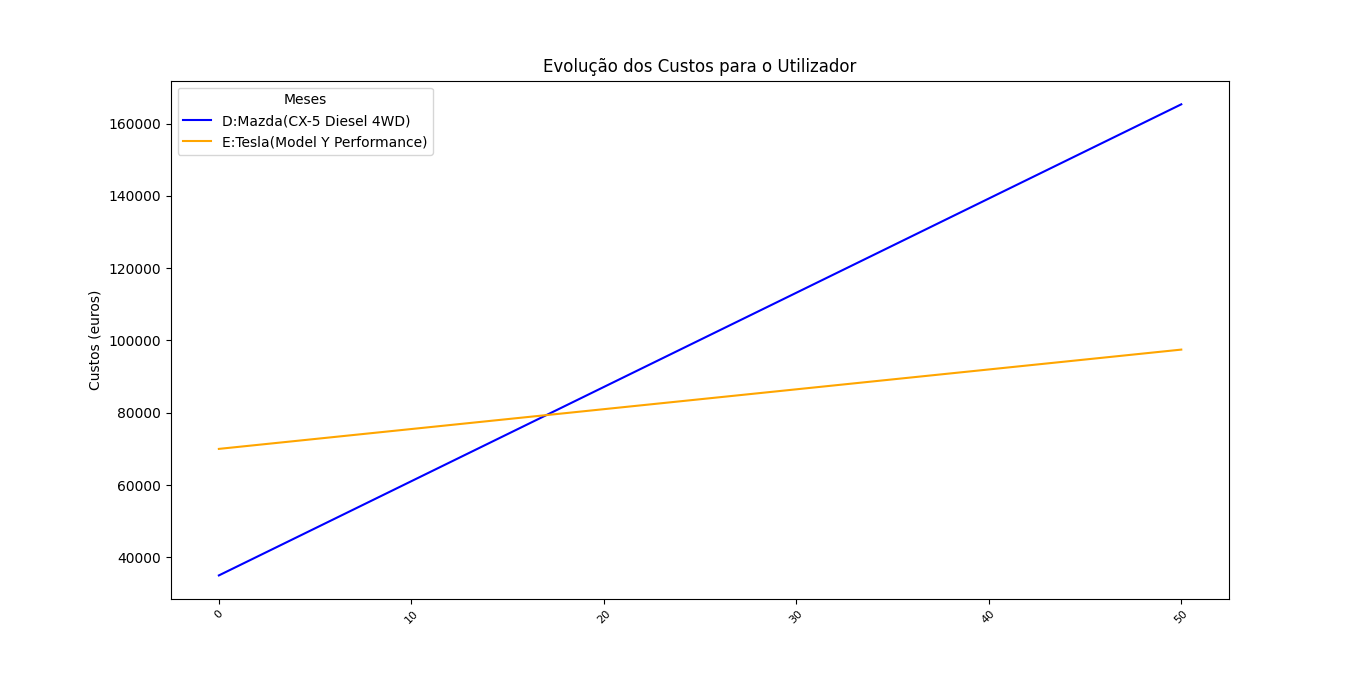 Evolução dos Custos para o Utilizador
Meses
D:Mazda(CX-5 Diesel 4WD)
E:Tesla(Model Y Performance)
Custos (euros)
160000
140000
120000
100000
80000
60000
40000
0
10
20
30
40
50